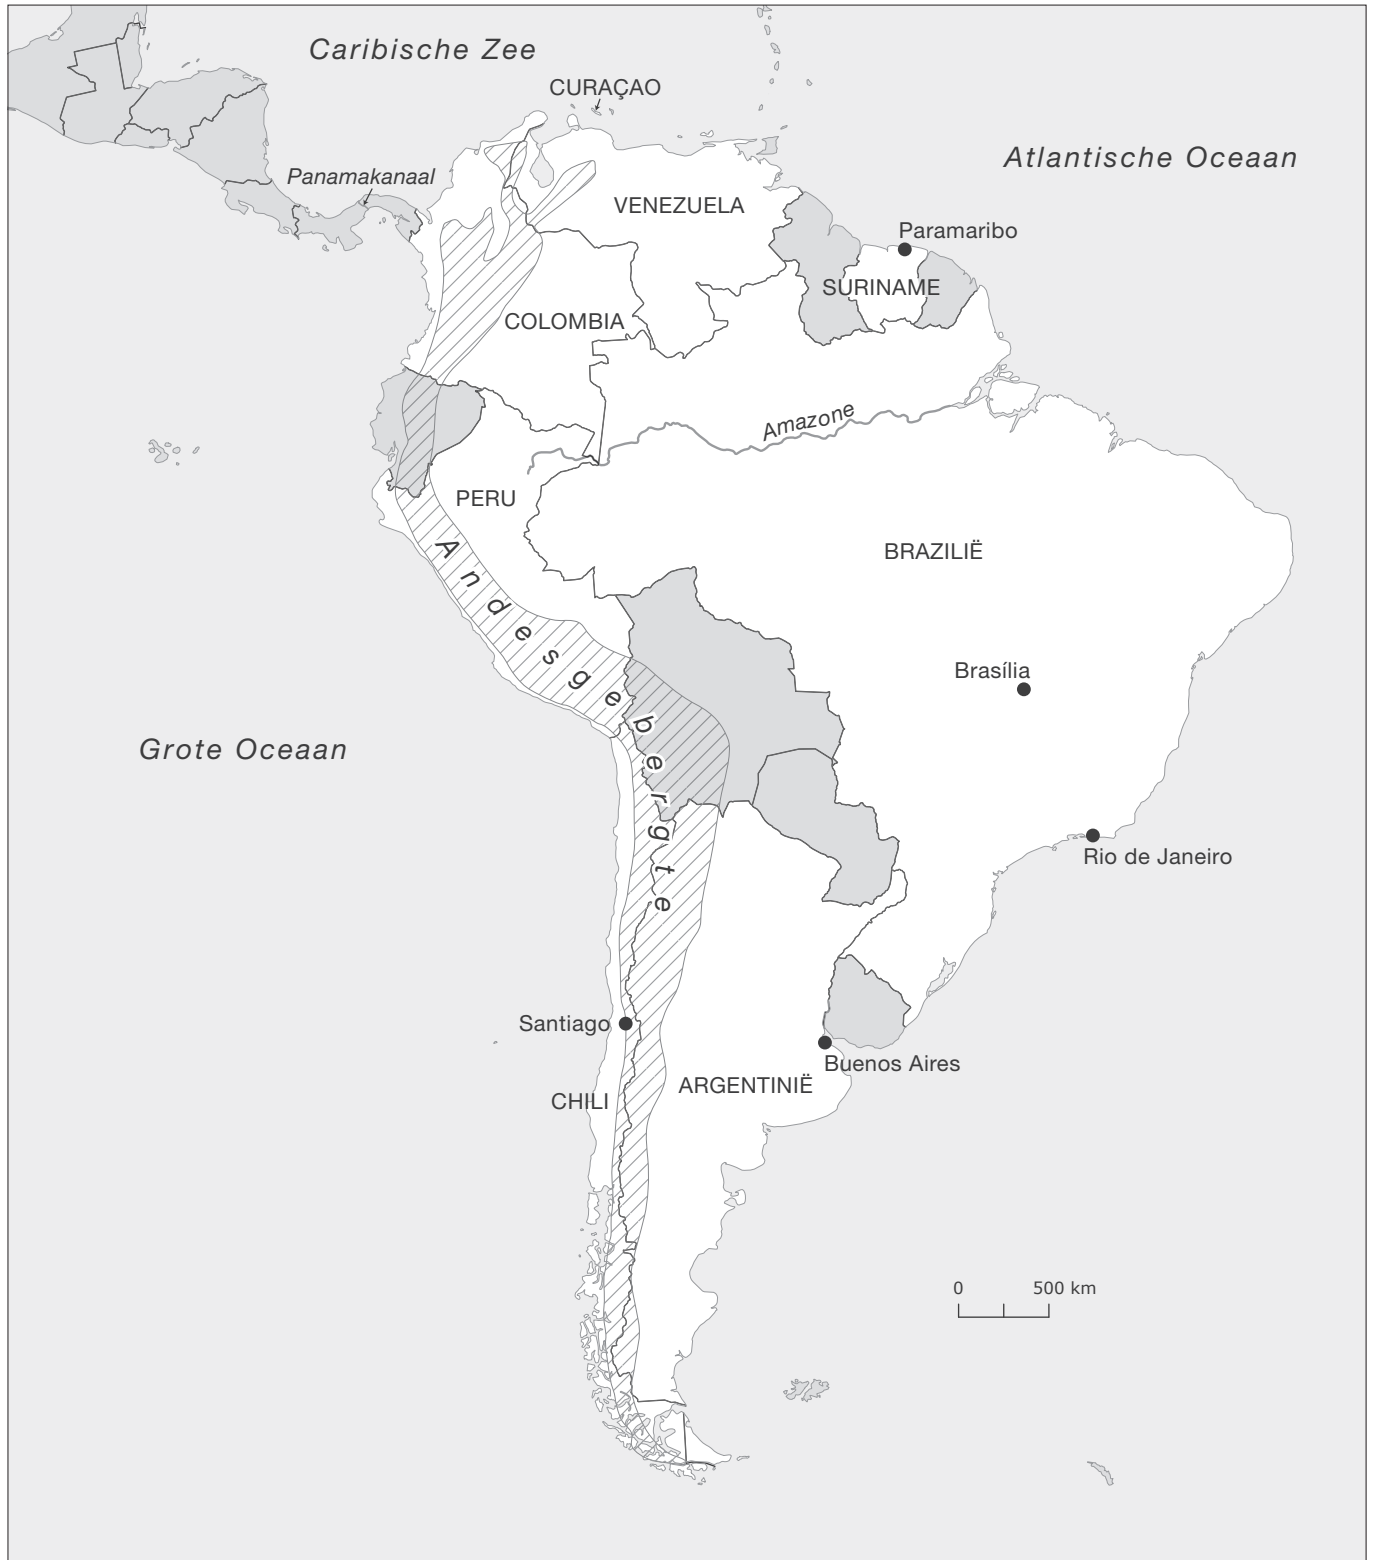 Caribische Zee
CURAÇAO
Atlantische Oceaan
Panamakanaal
VENEZUELA
Paramaribo
SURINAME
COLOMBIA
Amazone
PERU
BRAZILIË
Andesgebergte
Brasília
Grote Oceaan
Rio de Janeiro
Santiago
Buenos Aires
ARGENTINIË
CHILI
0 500 km